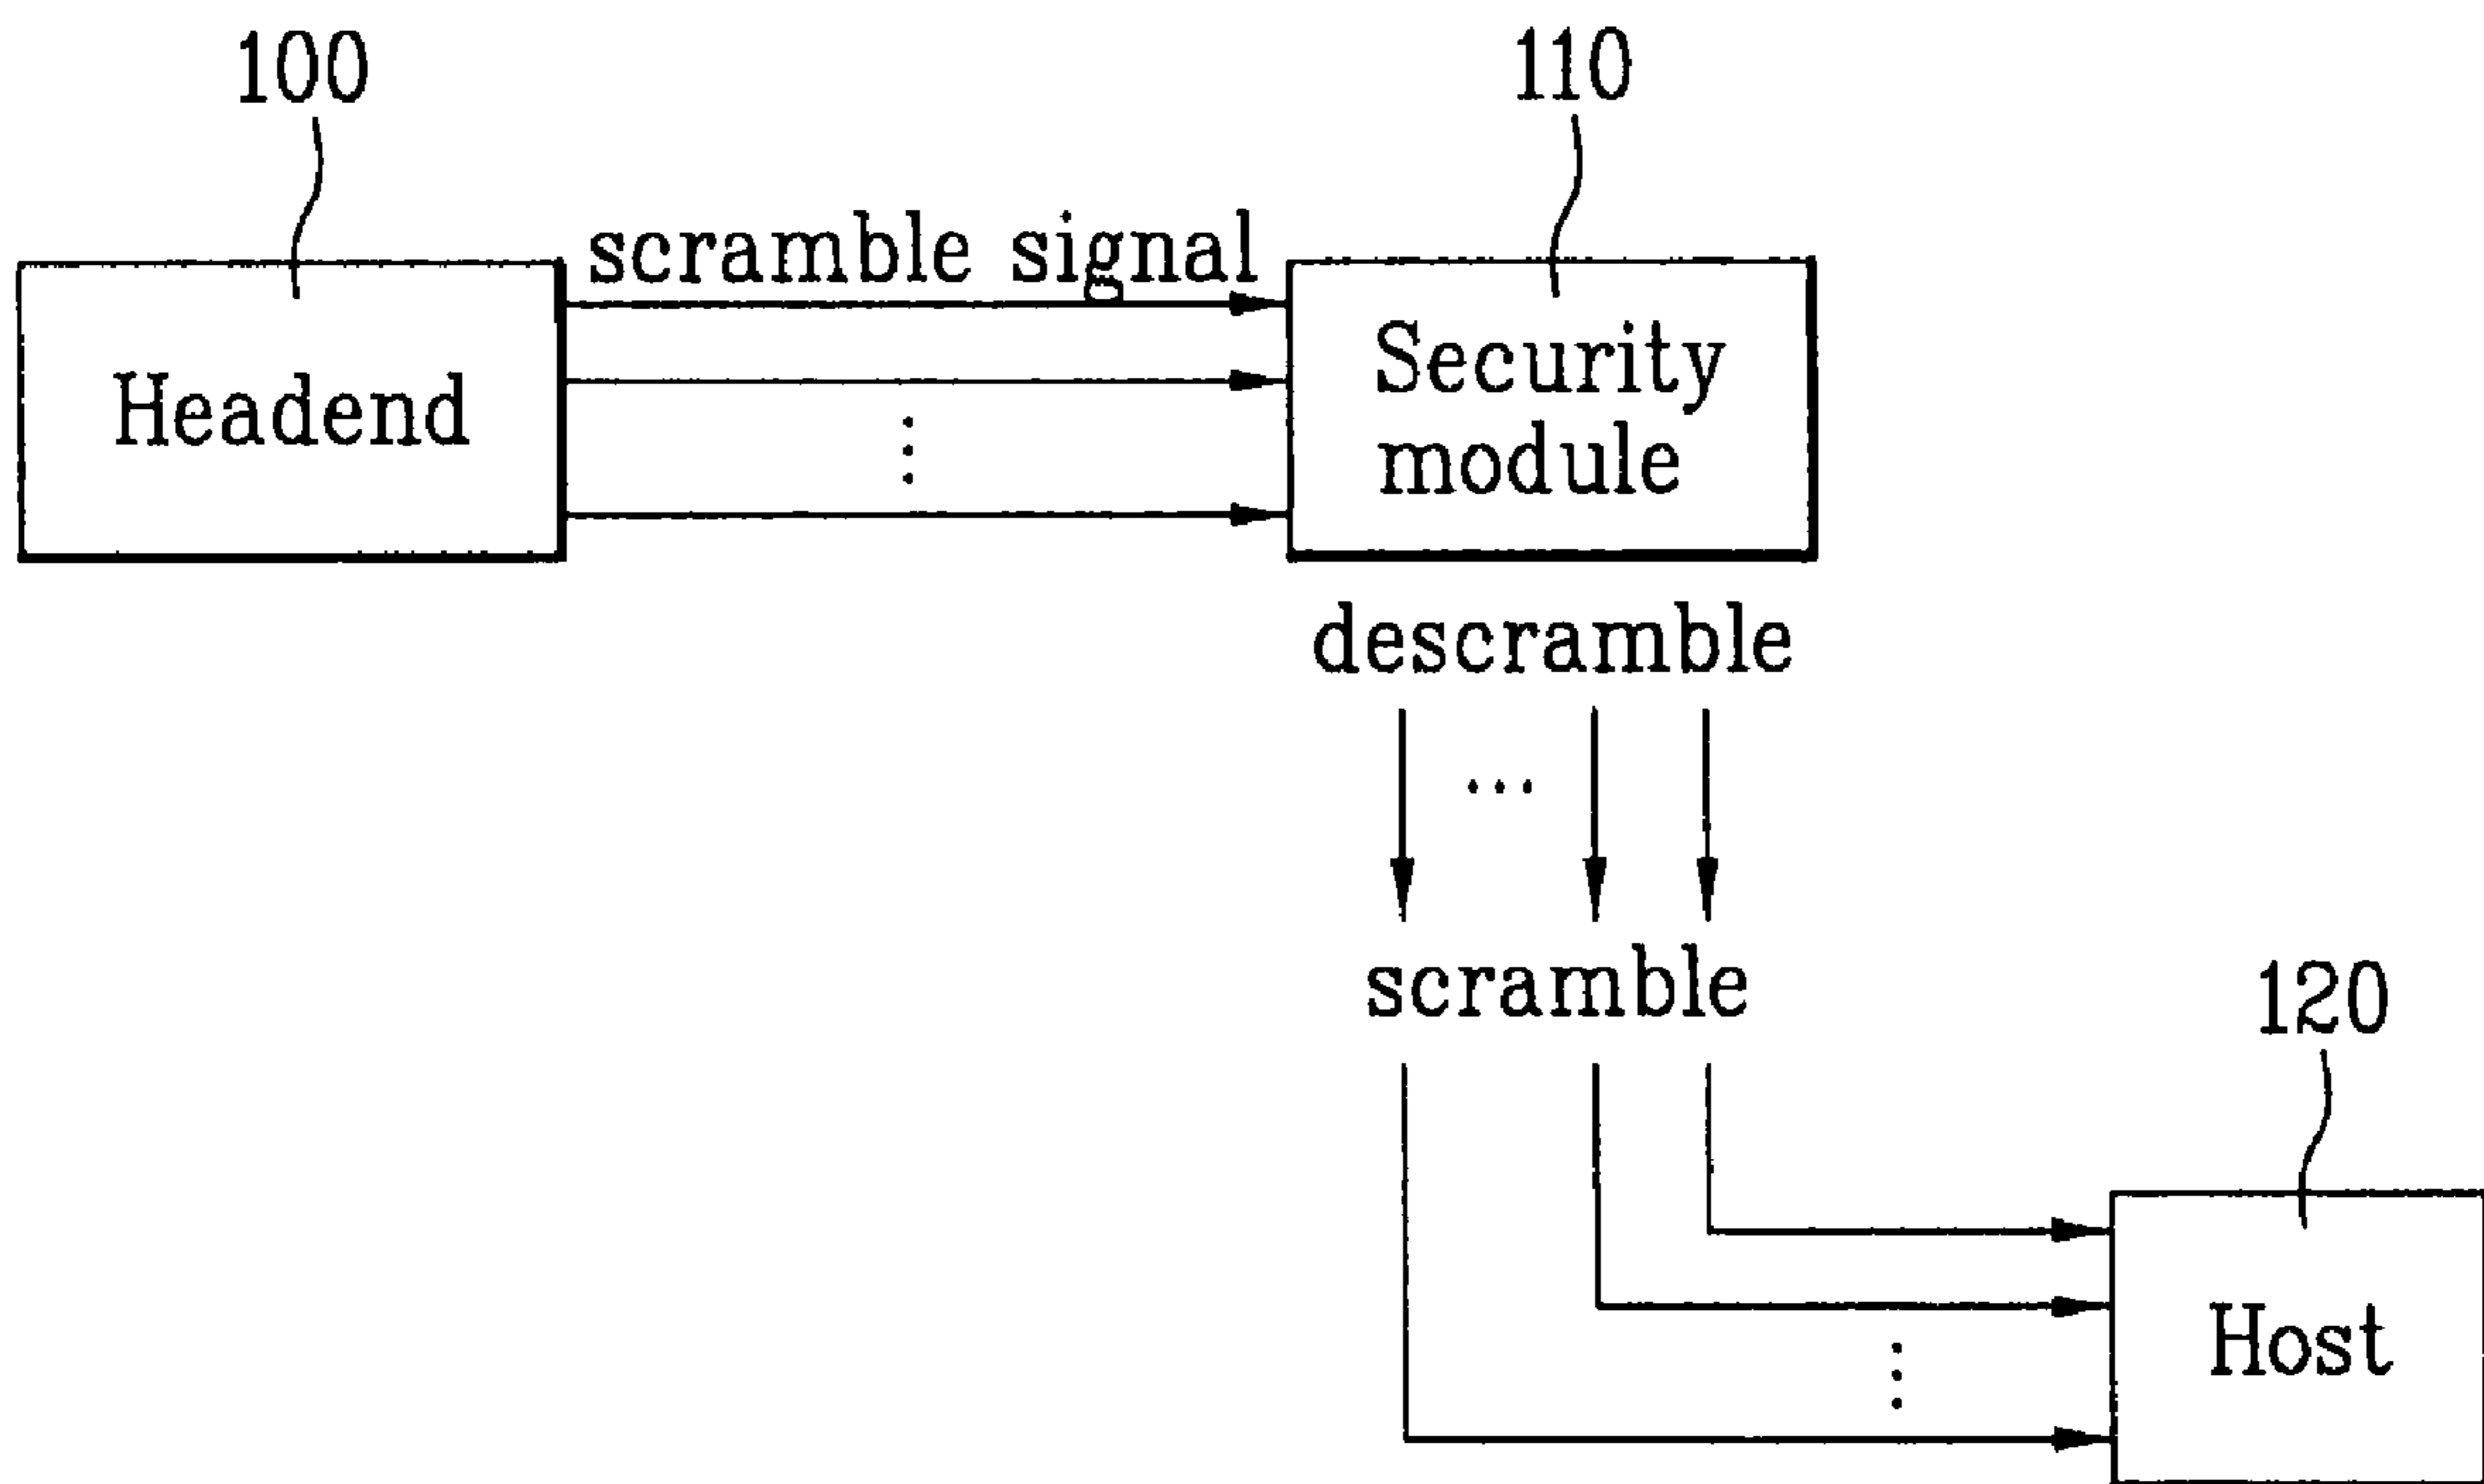 100
110
scramble signal
Headend
Security
module
descramble
...
scramble
120
Host